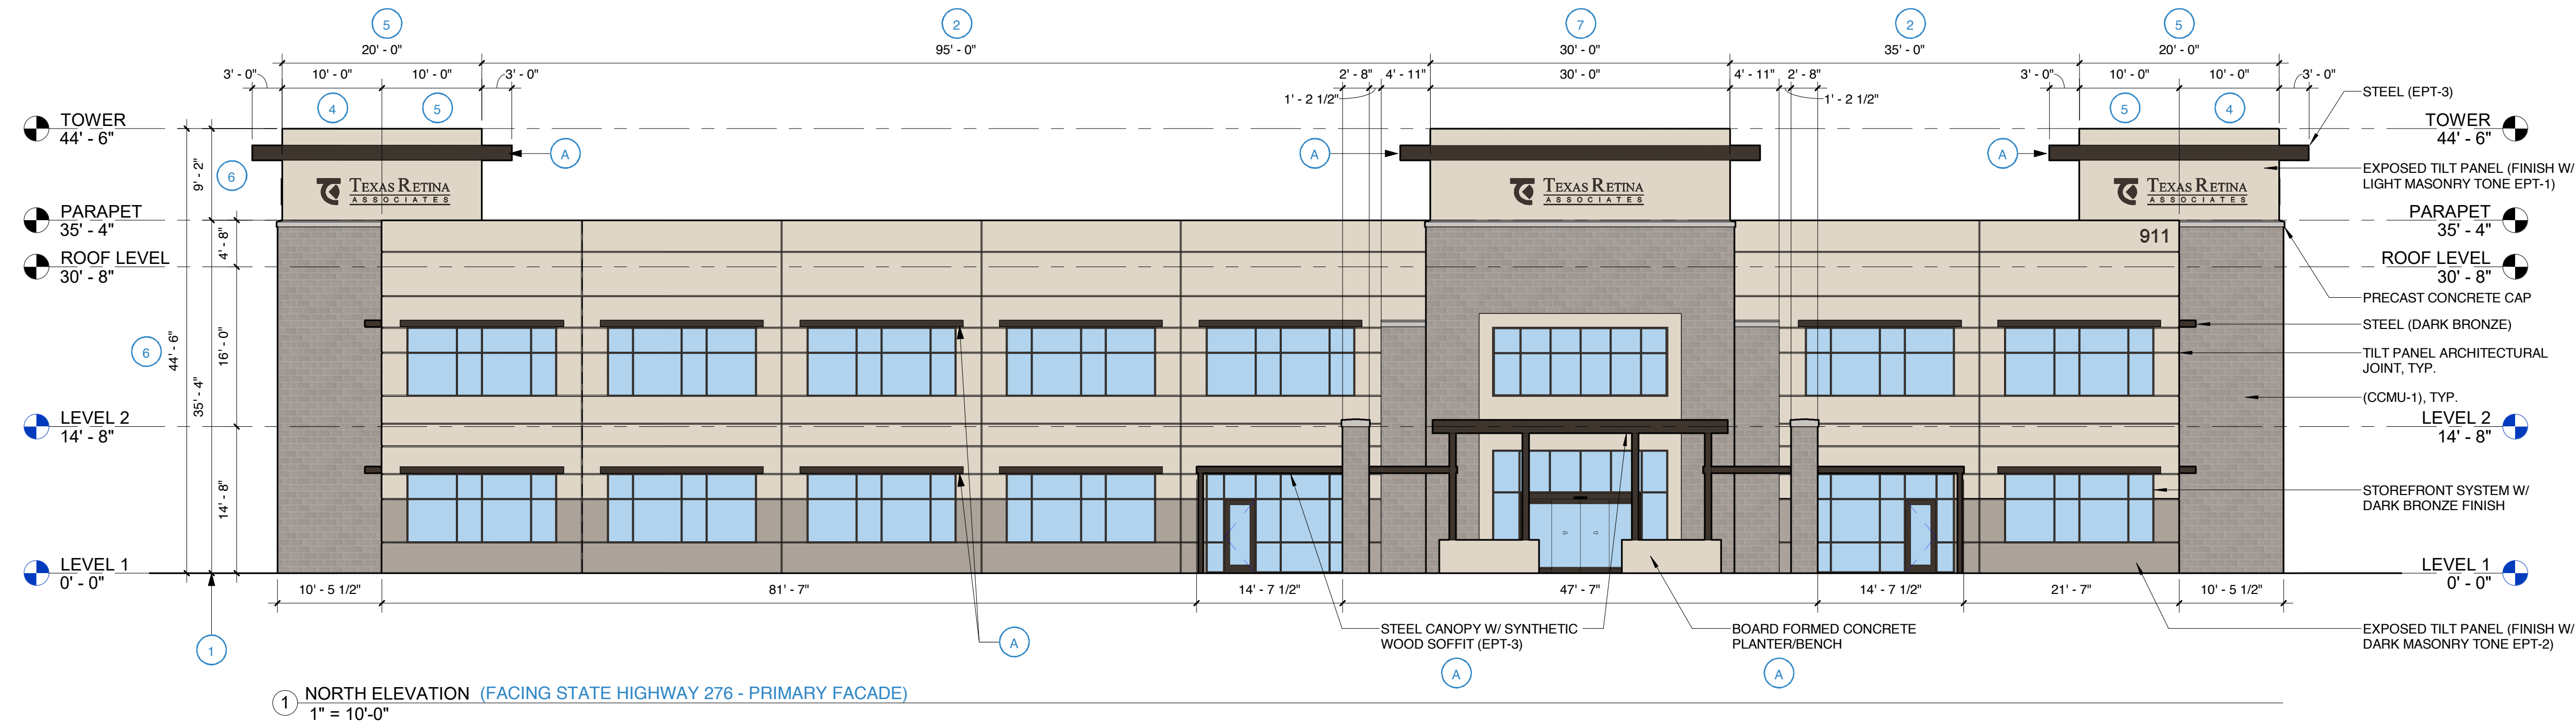 5
2
7
2
5
20' - 0"
95' - 0"
30' - 0"
35' - 0"
20' - 0"
3' - 0"
10' - 0"
10' - 0"
3' - 0"
2' - 8"
4' - 11"
30' - 0"
4' - 11"
2' - 8"
3' - 0"
10' - 0"
10' - 0"
3' - 0"
1' - 2 1/2"
1' - 2 1/2"
4
5
5
4
STEEL (EPT-3)
TOWER
44' - 6"
TOWER
44' - 6"
A
A
A
9' - 2"
6
EXPOSED TILT PANEL (FINISH W/
LIGHT MASONRY TONE EPT-1)
TEXAS RETINA
ASSOCIATES
TEXAS RETINA
ASSOCIATES
TEXAS RETINA
ASSOCIATES
PARAPET
35' - 4"
PARAPET
35' - 4"
911
4' - 8"
ROOF LEVEL
30' - 8"
ROOF LEVEL
30' - 8"
PRECAST CONCRETE CAP
STEEL (DARK BRONZE)
6
44' - 6"
35' - 4"
16' - 0"
TILT PANEL ARCHITECTURAL
JOINT, TYP.
(CCMU-1), TYP.
LEVEL 2
14' - 8"
LEVEL 2
14' - 8"
14' - 8"
STOREFRONT SYSTEM W/
DARK BRONZE FINISH
LEVEL 1
0' - 0"
LEVEL 1
0' - 0"
10' - 5 1/2"
81' - 7"
14' - 7 1/2"
47' - 7"
14' - 7 1/2"
21' - 7"
10' - 5 1/2"
1
A
STEEL CANOPY W/ SYNTHETIC
WOOD SOFFIT (EPT-3)
BOARD FORMED CONCRETE
PLANTER/BENCH
EXPOSED TILT PANEL (FINISH W/
DARK MASONRY TONE EPT-2)
A
A
1 NORTH ELEVATION (FACING STATE HIGHWAY 276 - PRIMARY FACADE)
1" = 10'-0"